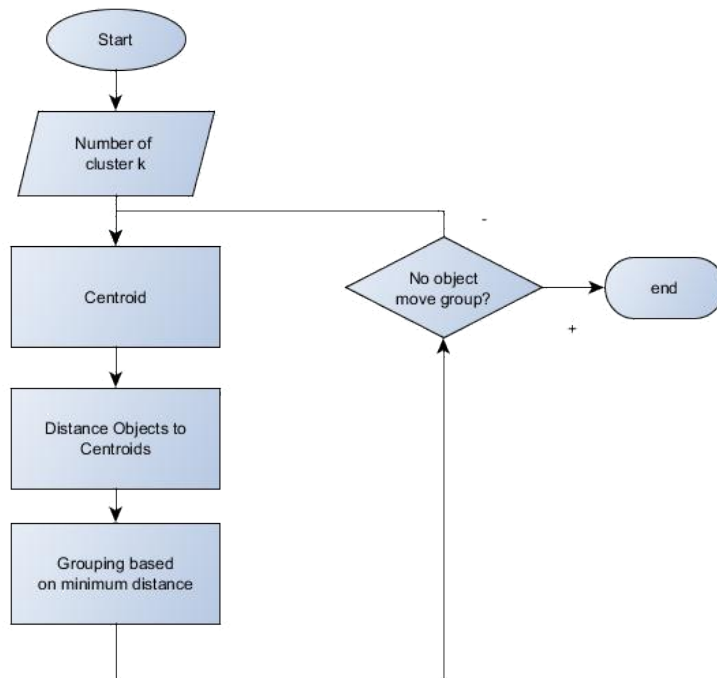 Start
Number of
cluster k
-
No object
move group?
end
+
Centroid
Distance Objects to
Centroids
Grouping based
on minimum distance